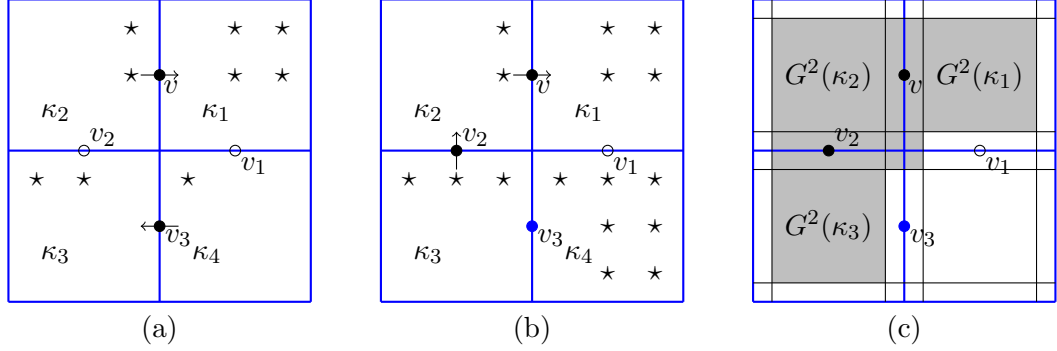 v
κ₂ κ₁
v₂
v₁
v₃
κ₃ κ₄
(a)
v
κ₂ κ₁
v₂
v₁
v₃
κ₃ κ₄
(b)
G²(κ₂) v G²(κ₁)
v₂
v₁
G²(κ₃) v₃
(c)